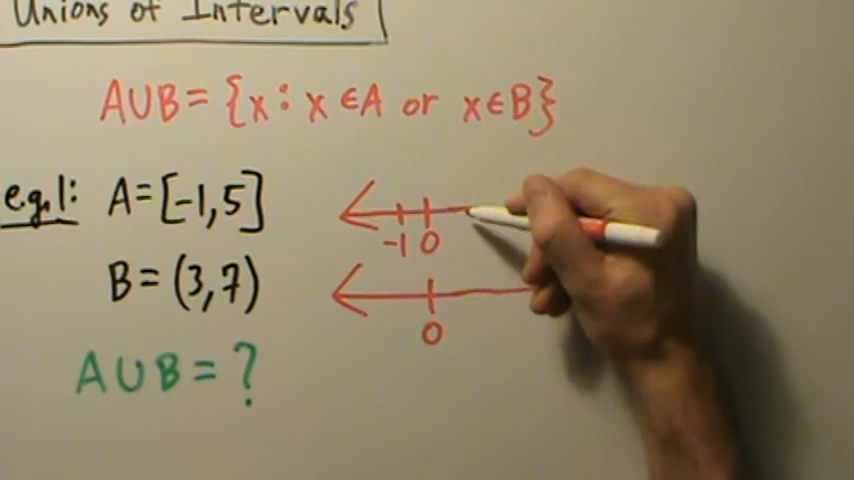 Unions of Intervals
A∪B = {x : x ∈ A or x ∈ B}
e.g.1: A = [-1, 5]
-1 0
B = (3, 7)
0
A ∪ B = ?